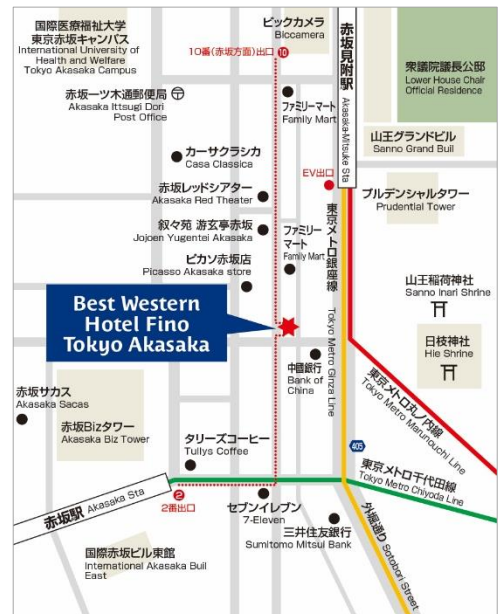 国際医療福祉大学
東京赤坂キャンパス
International University of
Health and Welfare
Tokyo Akasaka Campus
ビックカメラ
Biccamera
10番(赤坂方面)出口
10
赤坂見附駅
Akasaka-Mitsuke Sta
衆議院議長公邸
Lower House Chair
Official Residence
赤坂一ツ木通郵便局
Akasaka Ittsugi Dori
Post Office
ファミリーマート
Family Mart
山王グランドビル
Sanno Grand Buil
カーサクラシカ
Casa Classica
EV出口
赤坂レッドシアター
Akasaka Red Theater
プルデンシャルタワー
Prudential Tower
叙々苑 游玄亭赤坂
Jojoen Yugentei Akasaka
ファミリー
マート
Family Mart
東京メトロ銀座線
Tokyo Metro Ginza Line
ピカソ赤坂店
Picasso Akasaka store
山王稲荷神社
Sanno Inari Shrine
Best Western
Hotel Fino
Tokyo Akasaka
日枝神社
Hie Shrine
中國銀行
Bank of
China
東京メトロ丸ノ内線
Tokyo Metro Marunouchi Line
赤坂サカス
Akasaka Sacas
赤坂Bizタワー
Akasaka Biz Tower
タリーズコーヒー
Tullys Coffee
405
東京メトロ千代田線
Tokyo Metro Chiyoda Line
赤坂駅 Akasaka Sta
2
2番出口
セブンイレブン
7-Eleven
三井住友銀行
Sumitomo Mitsui Bank
外堀通り
Sotobori Street
国際赤坂ビル東館
International Akasaka Buil
East